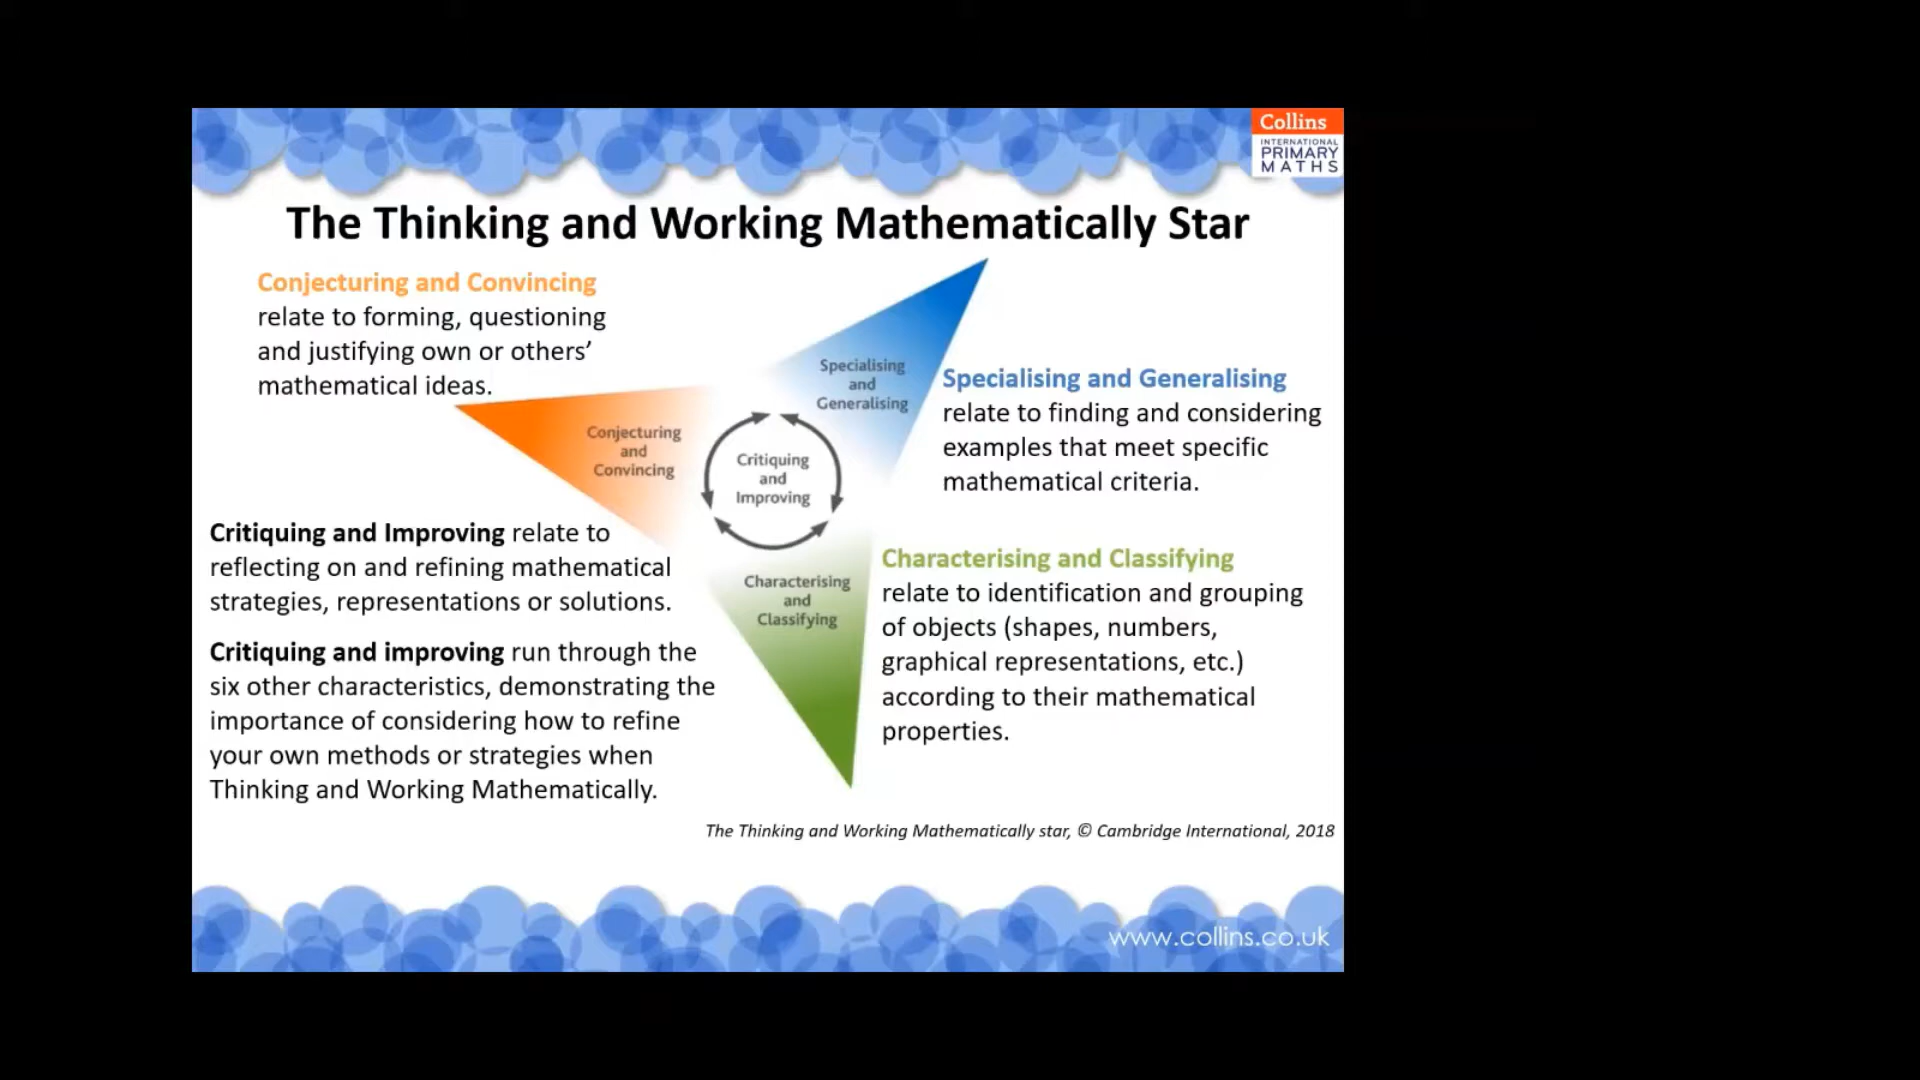 Collins
INTERNATIONAL
PRIMARY
MATHS
The Thinking and Working Mathematically Star
Conjecturing and Convincing
relate to forming, questioning
and justifying own or others’
mathematical ideas.
Specialising
and
Generalising
Specialising and Generalising
relate to finding and considering
examples that meet specific
mathematical criteria.
Conjecturing
and
Convincing
Critiquing
and
Improving
Critiquing and Improving relate to
reflecting on and refining mathematical
strategies, representations or solutions.
Critiquing and improving run through the
six other characteristics, demonstrating the
importance of considering how to refine
your own methods or strategies when
Thinking and Working Mathematically.
Characterising
and
Classifying
Characterising and Classifying
relate to identification and grouping
of objects (shapes, numbers,
graphical representations, etc.)
according to their mathematical
properties.
The Thinking and Working Mathematically star, © Cambridge International, 2018
www.collins.co.uk